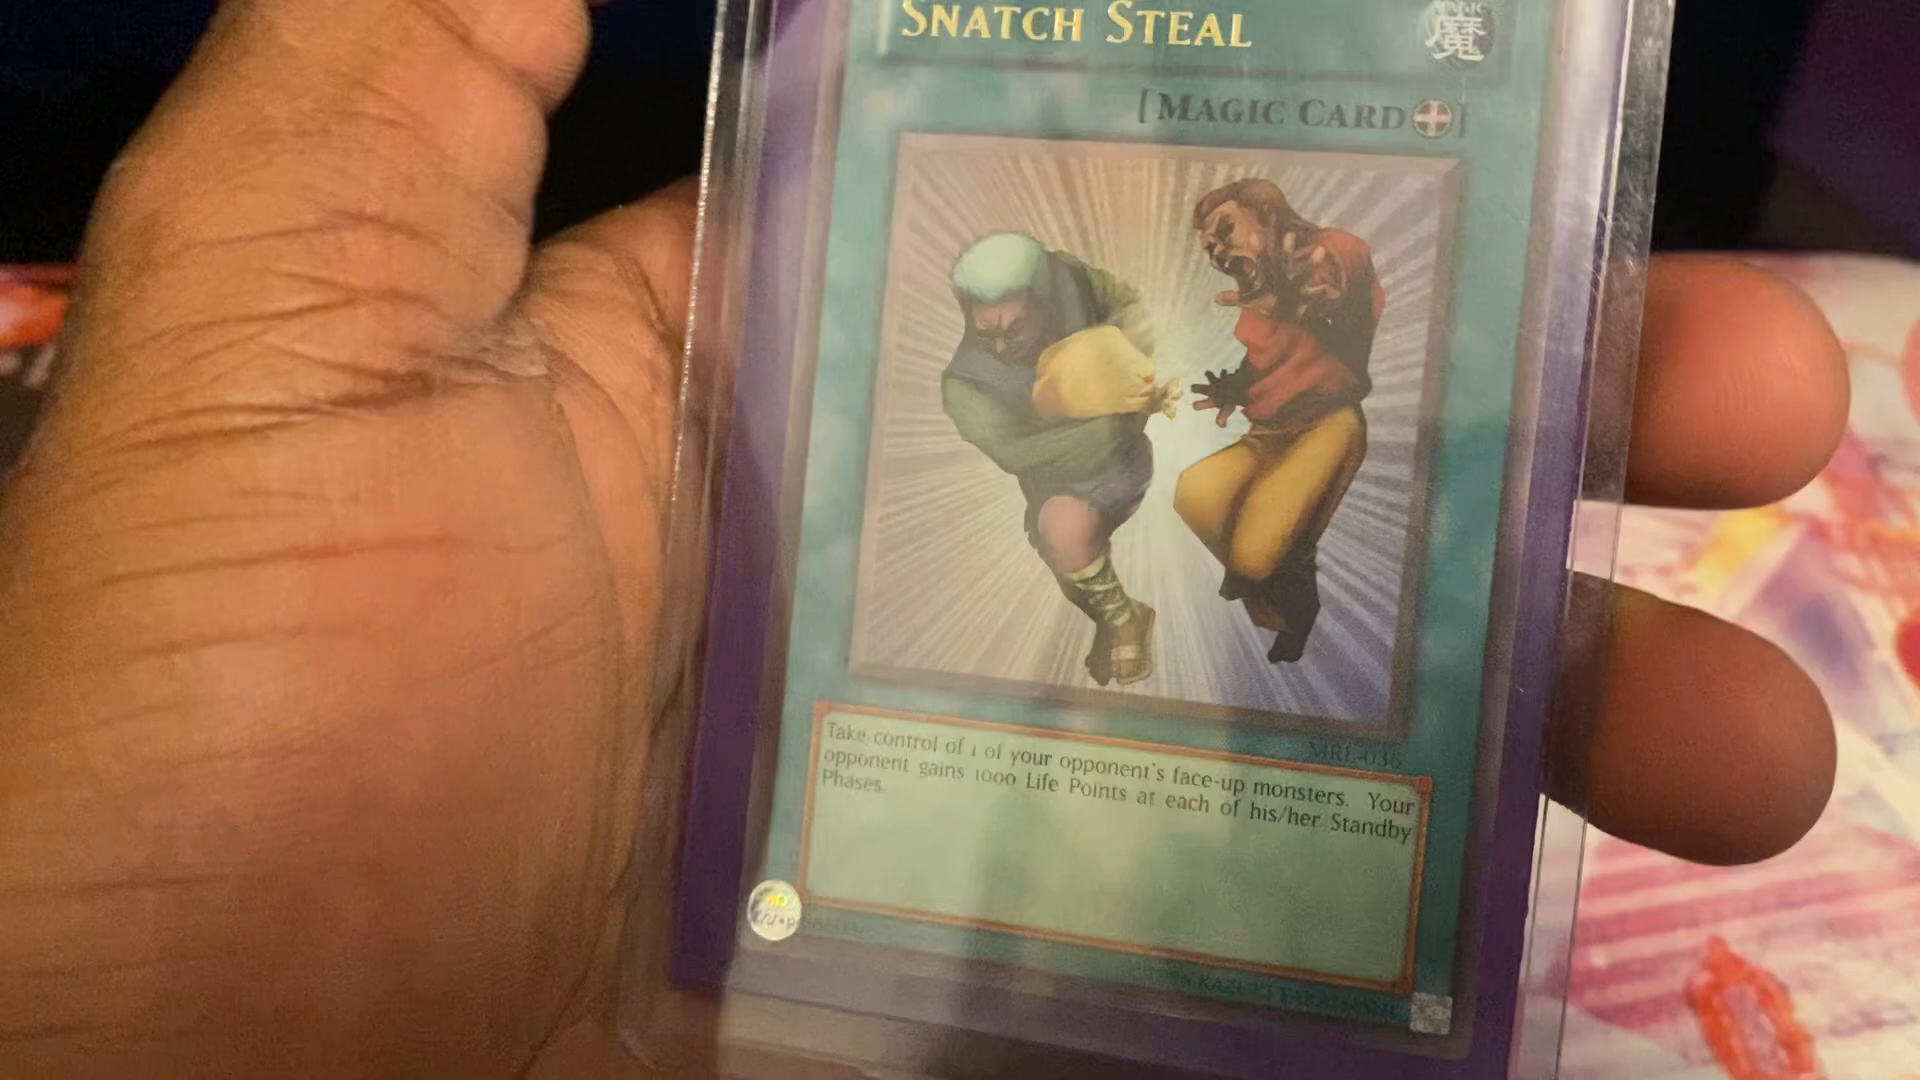 SNATCH STEAL
MAGIC
魔
[MAGIC CARD]
MRL-036
Take control of 1 of your opponent's face-up monsters. Your
opponent gains 1000 Life Points at each of his/her Standby
Phases.
KAZUKI TAKAHASHI